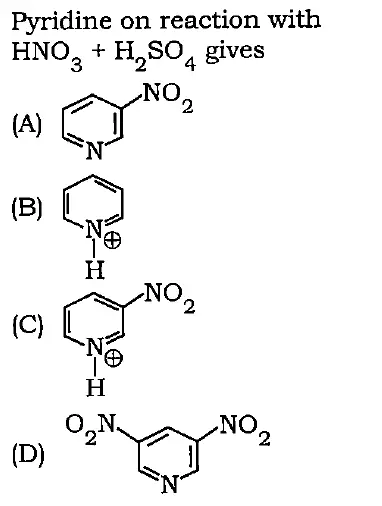 Pyridine on reaction with
HNO₃ + H₂SO₄ gives
(A) NO₂
N
(B) N⊕
H
(C) NO₂
N⊕
H
(D) O₂N NO₂
N